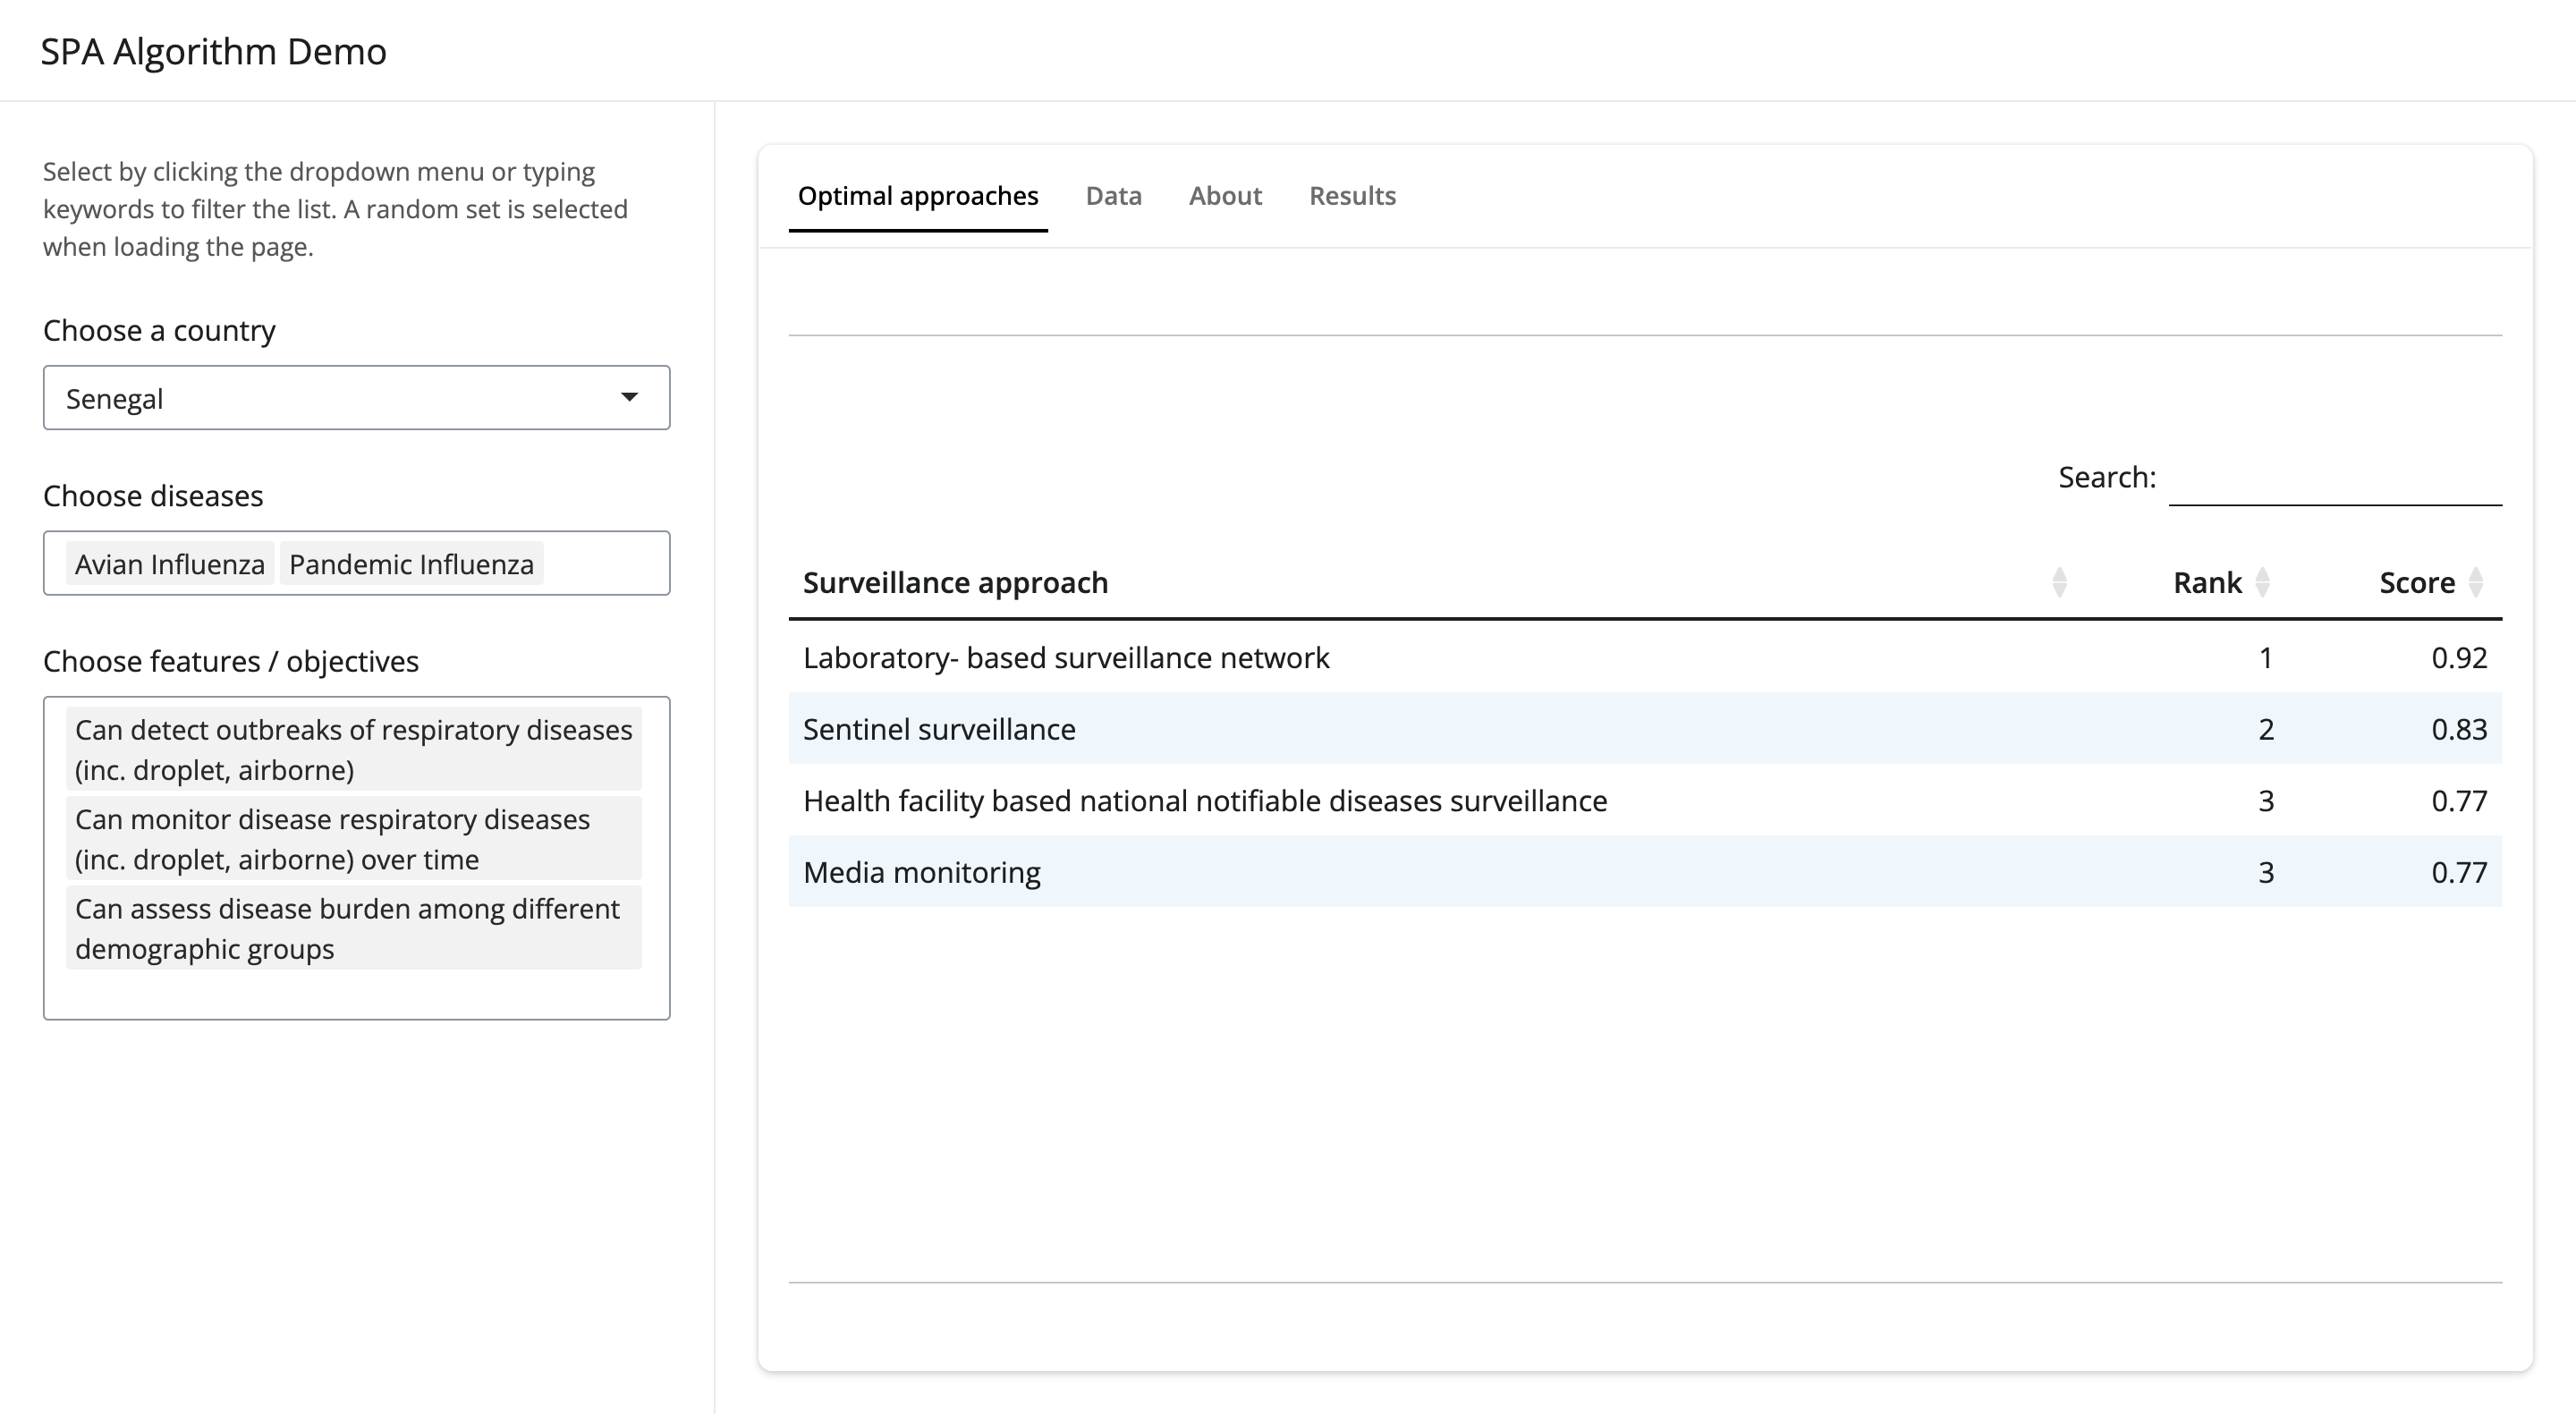 SPA Algorithm Demo
Select by clicking the dropdown menu or typing
keywords to filter the list. A random set is selected
when loading the page.
Choose a country
Senegal
Choose diseases
Avian Influenza Pandemic Influenza
Choose features / objectives
Can detect outbreaks of respiratory diseases
(inc. droplet, airborne)
Can monitor disease respiratory diseases
(inc. droplet, airborne) over time
Can assess disease burden among different
demographic groups
Optimal approaches Data About Results
Search:
Surveillance approach Rank Score
Laboratory- based surveillance network 1 0.92
Sentinel surveillance 2 0.83
Health facility based national notifiable diseases surveillance 3 0.77
Media monitoring 3 0.77